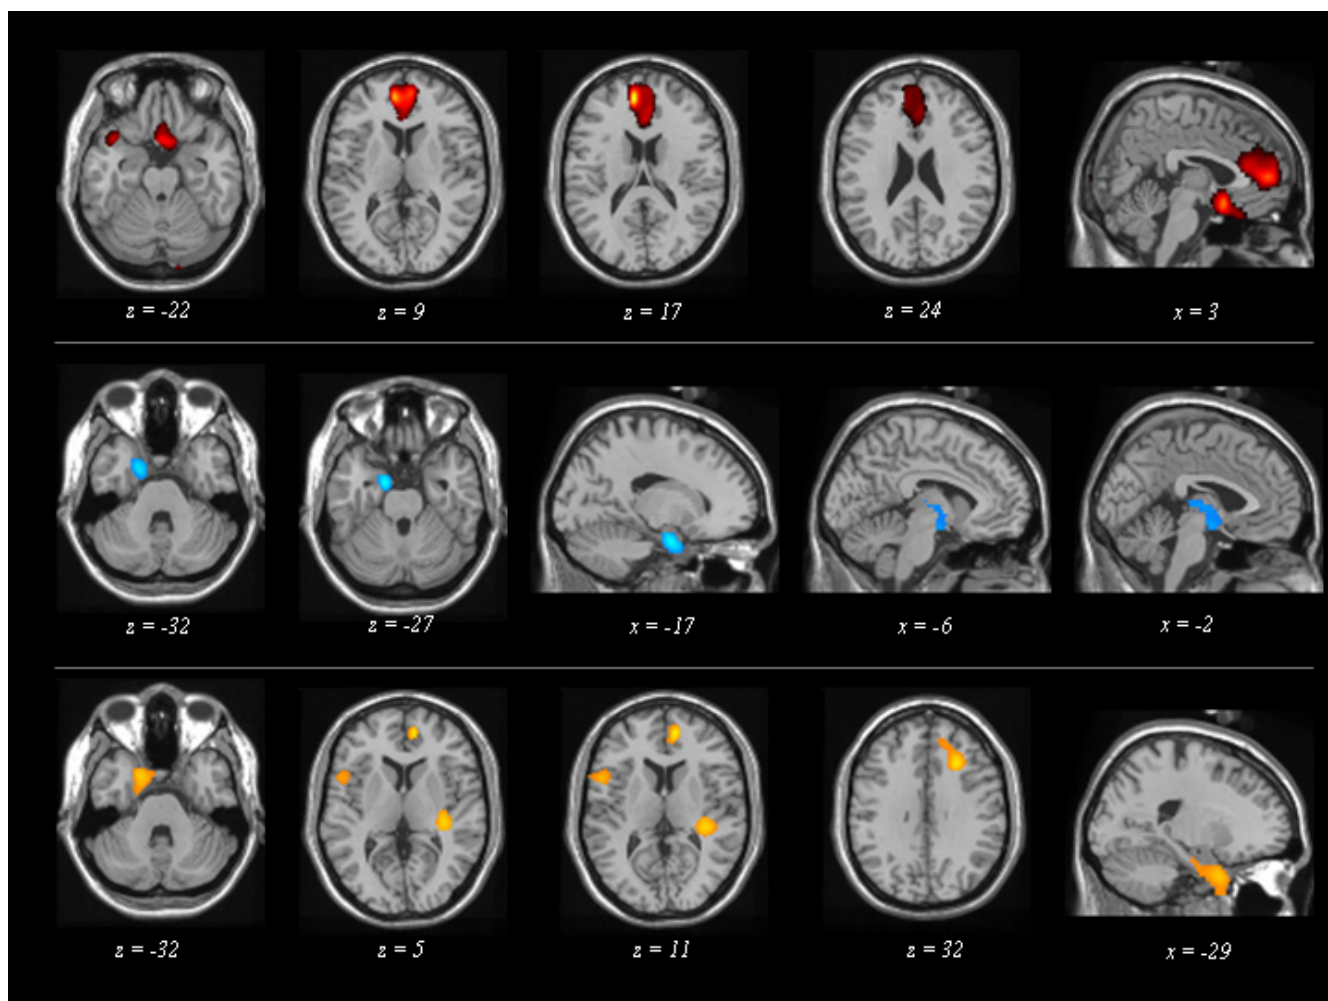 z = -22
z = 9
z = 17
z = 24
x = 3
z = -32
z = -27
x = -17
x = -6
x = -2
z = -32
z = 5
z = 11
z = 32
x = -29